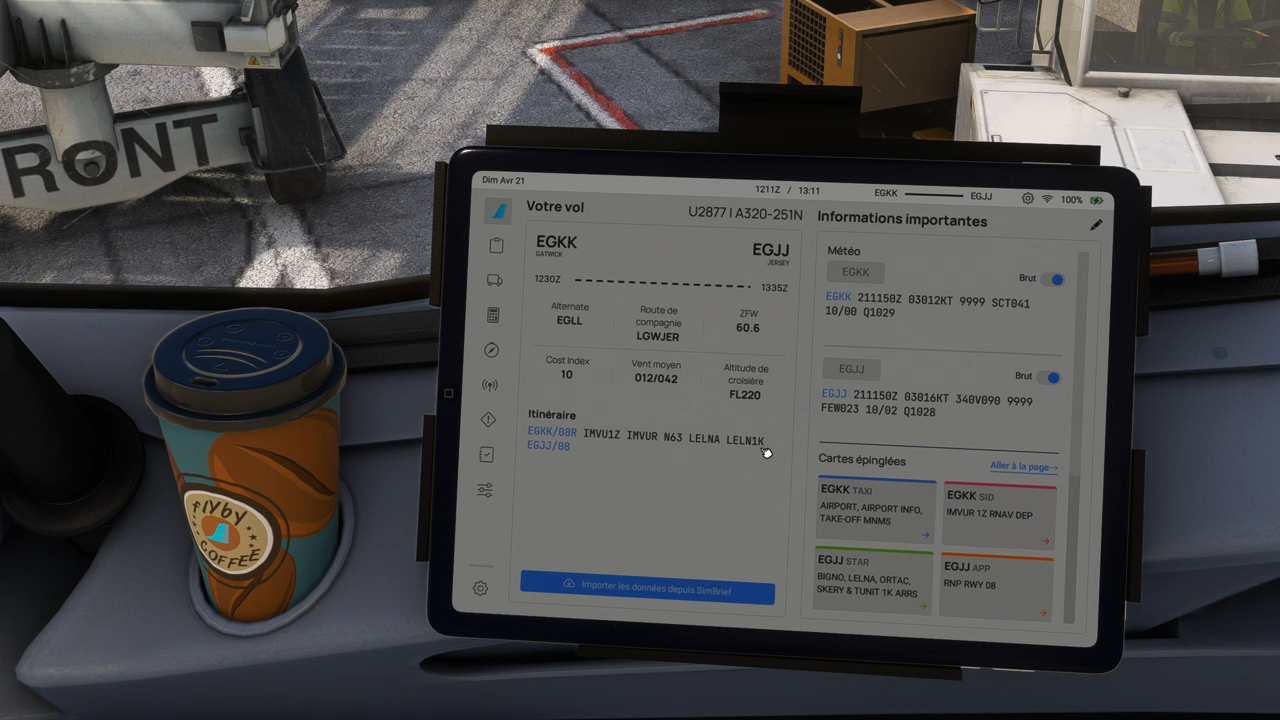 RONT
flyby
COFFEE
Dim Avr 21
1211Z / 13:11
EGKK EGJJ
100%
Votre vol
U2877 | A320-251N
EGKK
GATWICK
EGJJ
JERSEY
1230Z
1335Z
Alternate
EGLL
Route de
compagnie
LGWJER
ZFW
60.6
Cost Index
10
Vent moyen
012/042
Altitude de
croisière
FL220
Itinéraire
EGKK/08R IMVU1Z IMVUR N63 LELNA LELN1K
EGJJ/08
Importer les données depuis SimBrief
Informations importantes
Météo
EGKK
Brut
EGKK 211150Z 03012KT 9999 SCT041
10/00 Q1029
EGJJ
Brut
EGJJ 211150Z 03016KT 340V090 9999
FEW023 10/02 Q1028
Cartes épinglées
Aller à la page→
EGKK TAXI
AIRPORT, AIRPORT INFO,
TAKE-OFF MNMS
EGKK SID
IMVUR 1Z RNAV DEP
EGJJ STAR
BIGNO, LELNA, ORTAC,
SKERY & TUNIT 1K ARRS
EGJJ APP
RNP RWY 08